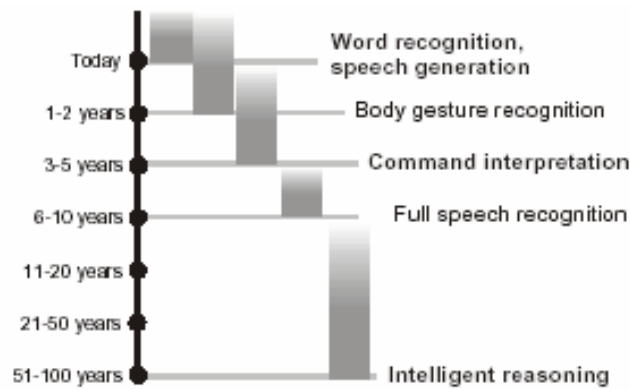 Word recognition,
Today
speech generation
1-2 years
Body gesture recognition
3-5 years
Command interpretation
6-10 years
Full speech recognition
11-20 years
21-50 years
51-100 years
Intelligent reasoning